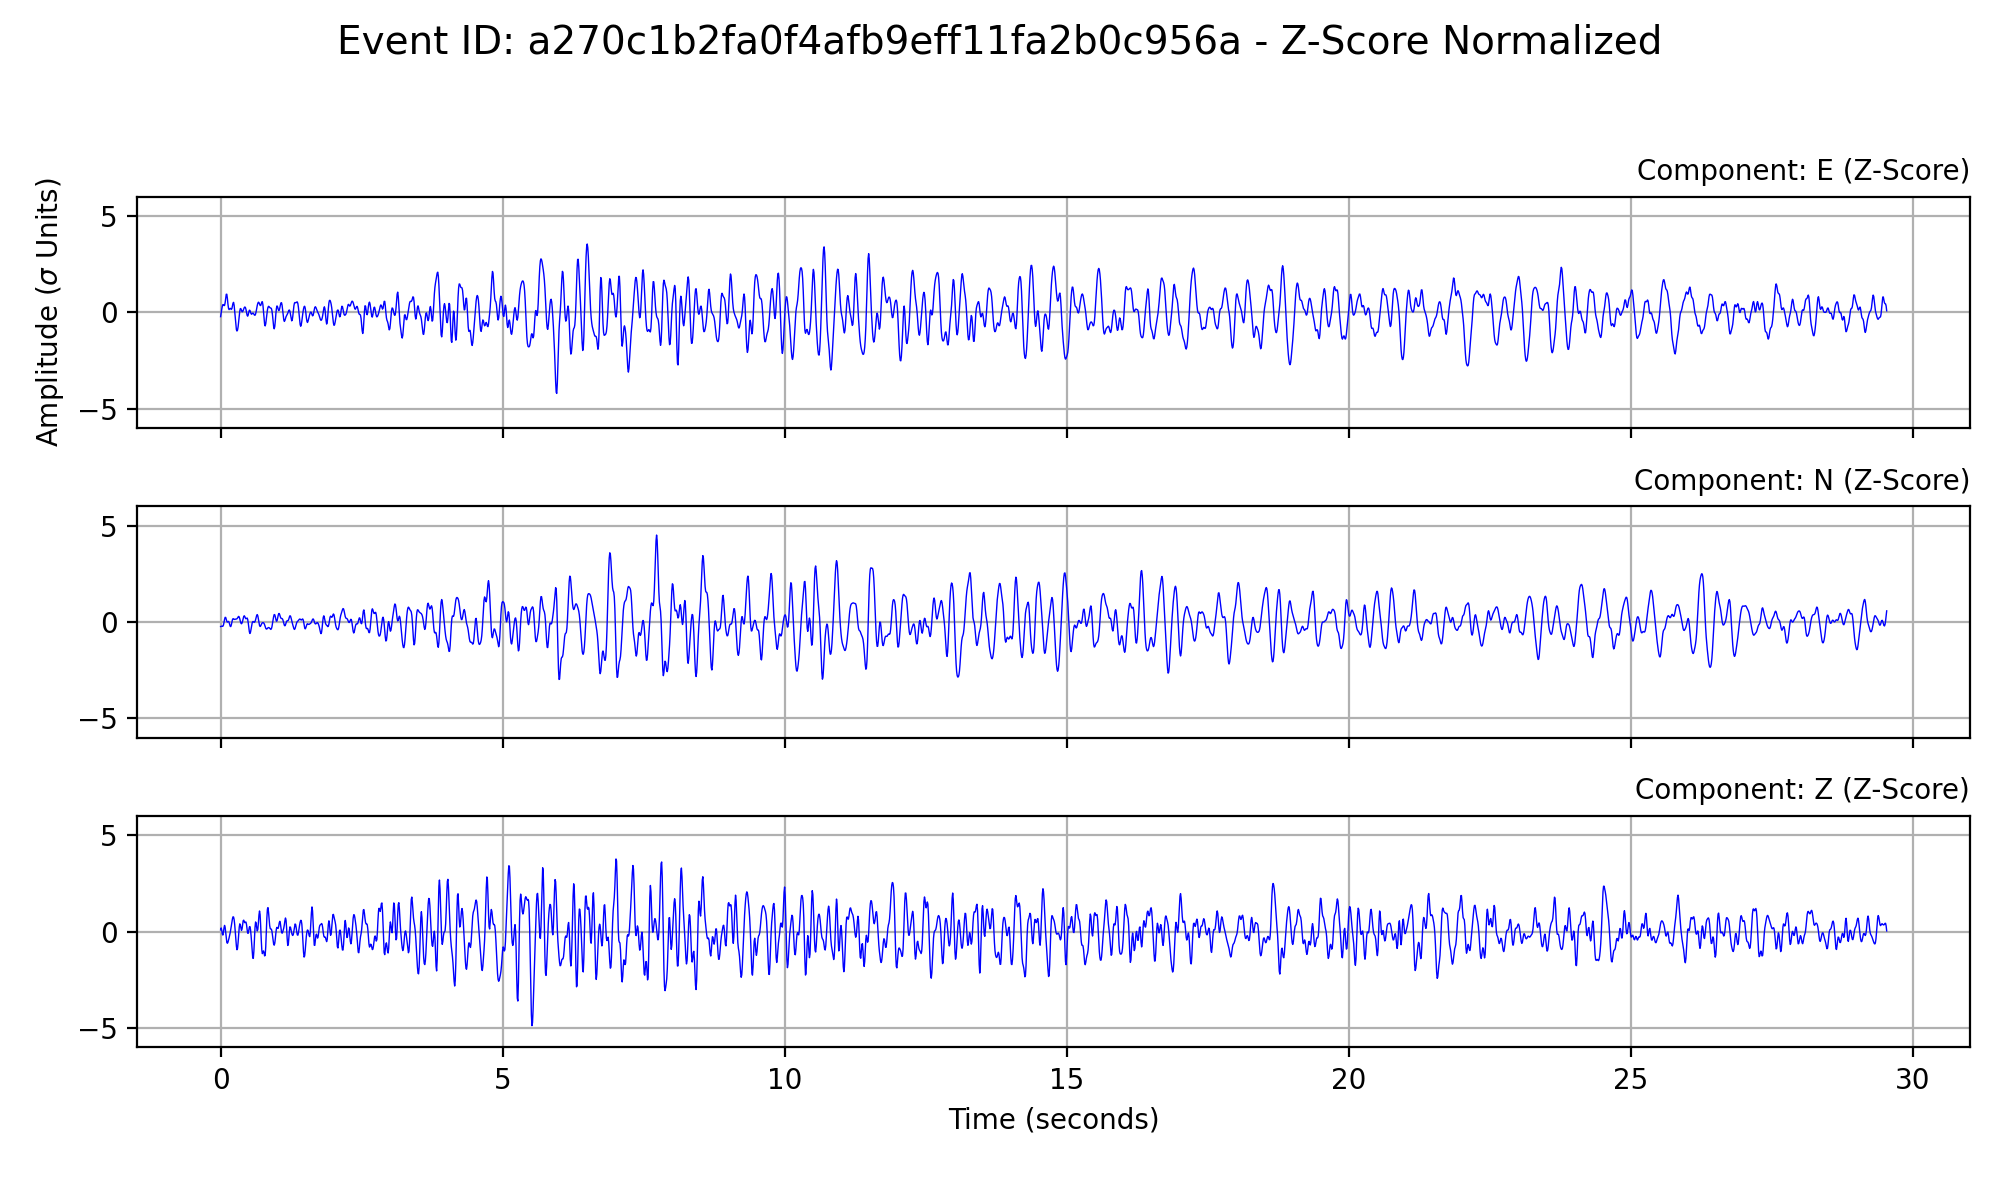 Event ID: a270c1b2fa0f4afb9eff11fa2b0c956a - Z-Score Normalized
Component: E (Z-Score)
Amplitude (σ Units)
5
0
−5
Component: N (Z-Score)
5
0
−5
Component: Z (Z-Score)
5
0
−5
0 5 10 15 20 25 30
Time (seconds)